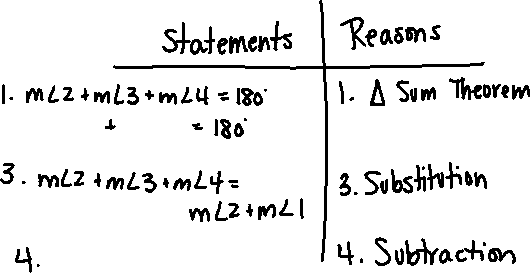 Statements Reasons
1. m∠2 + m∠3 + m∠4 = 180° 1. Δ Sum Theorem
+ = 180°
3. m∠2 + m∠3 + m∠4 = 3. Substitution
m∠2 + m∠1
4. 4. Subtraction